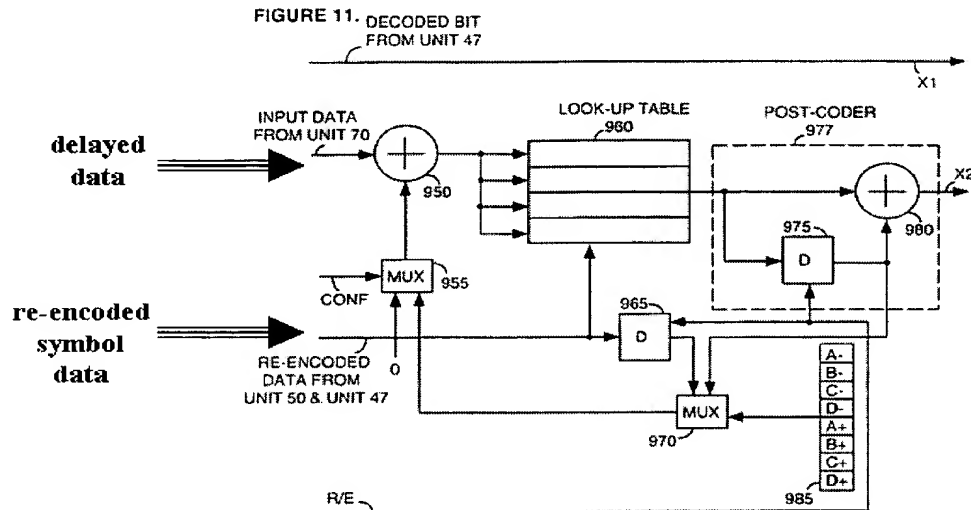 FIGURE 11.
DECODED BIT
FROM UNIT 47
X1
delayed
data
INPUT DATA
FROM UNIT 70
950
LOOK-UP TABLE
960
POST-CODER
977
X2
980
975
D
MUX
955
CONF
re-encoded
symbol
data
RE-ENCODED
DATA FROM
UNIT 50 & UNIT 47
0
965
D
MUX
970
A-
B-
C-
D-
A+
B+
C+
D+
985
R/E